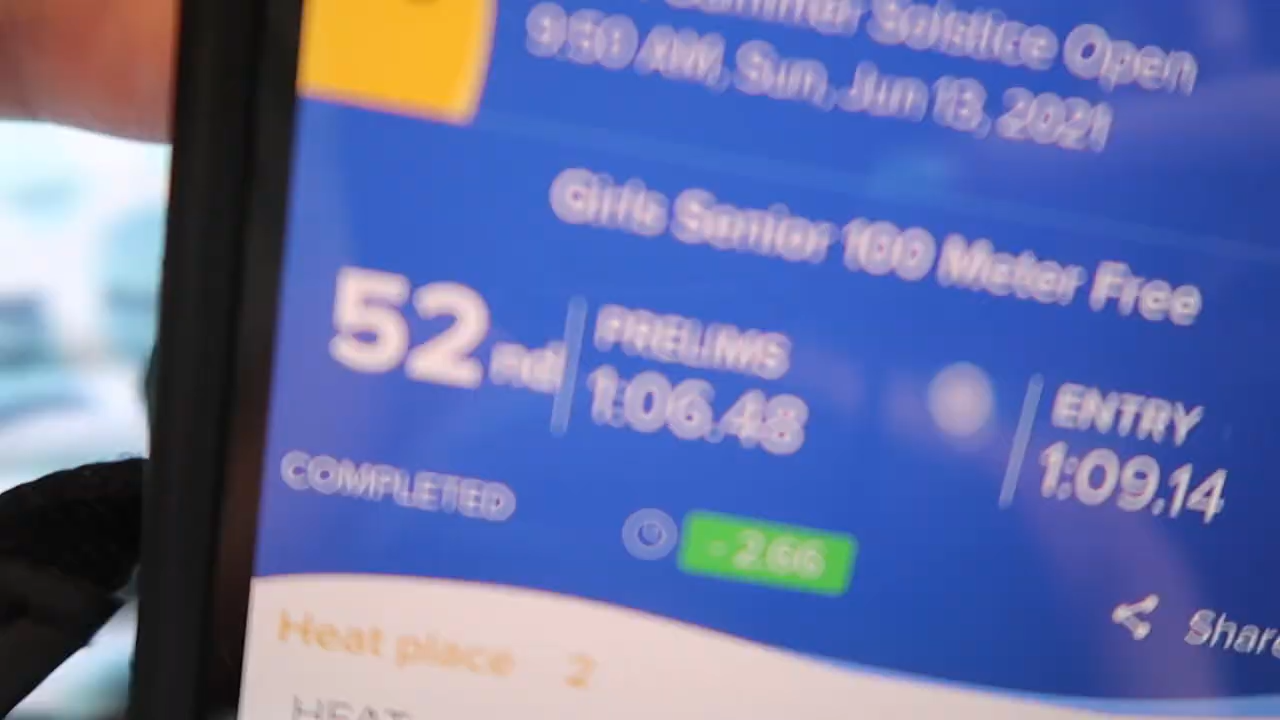 Summer Solstice Open
9:50 AM, Sun, Jun 13, 2021
Girls Senior 100 Meter Free
52nd
PRELIMS
1:06.48
ENTRY
1:09.14
COMPLETED
- 2.66
Share
Heat place 2
HEAT